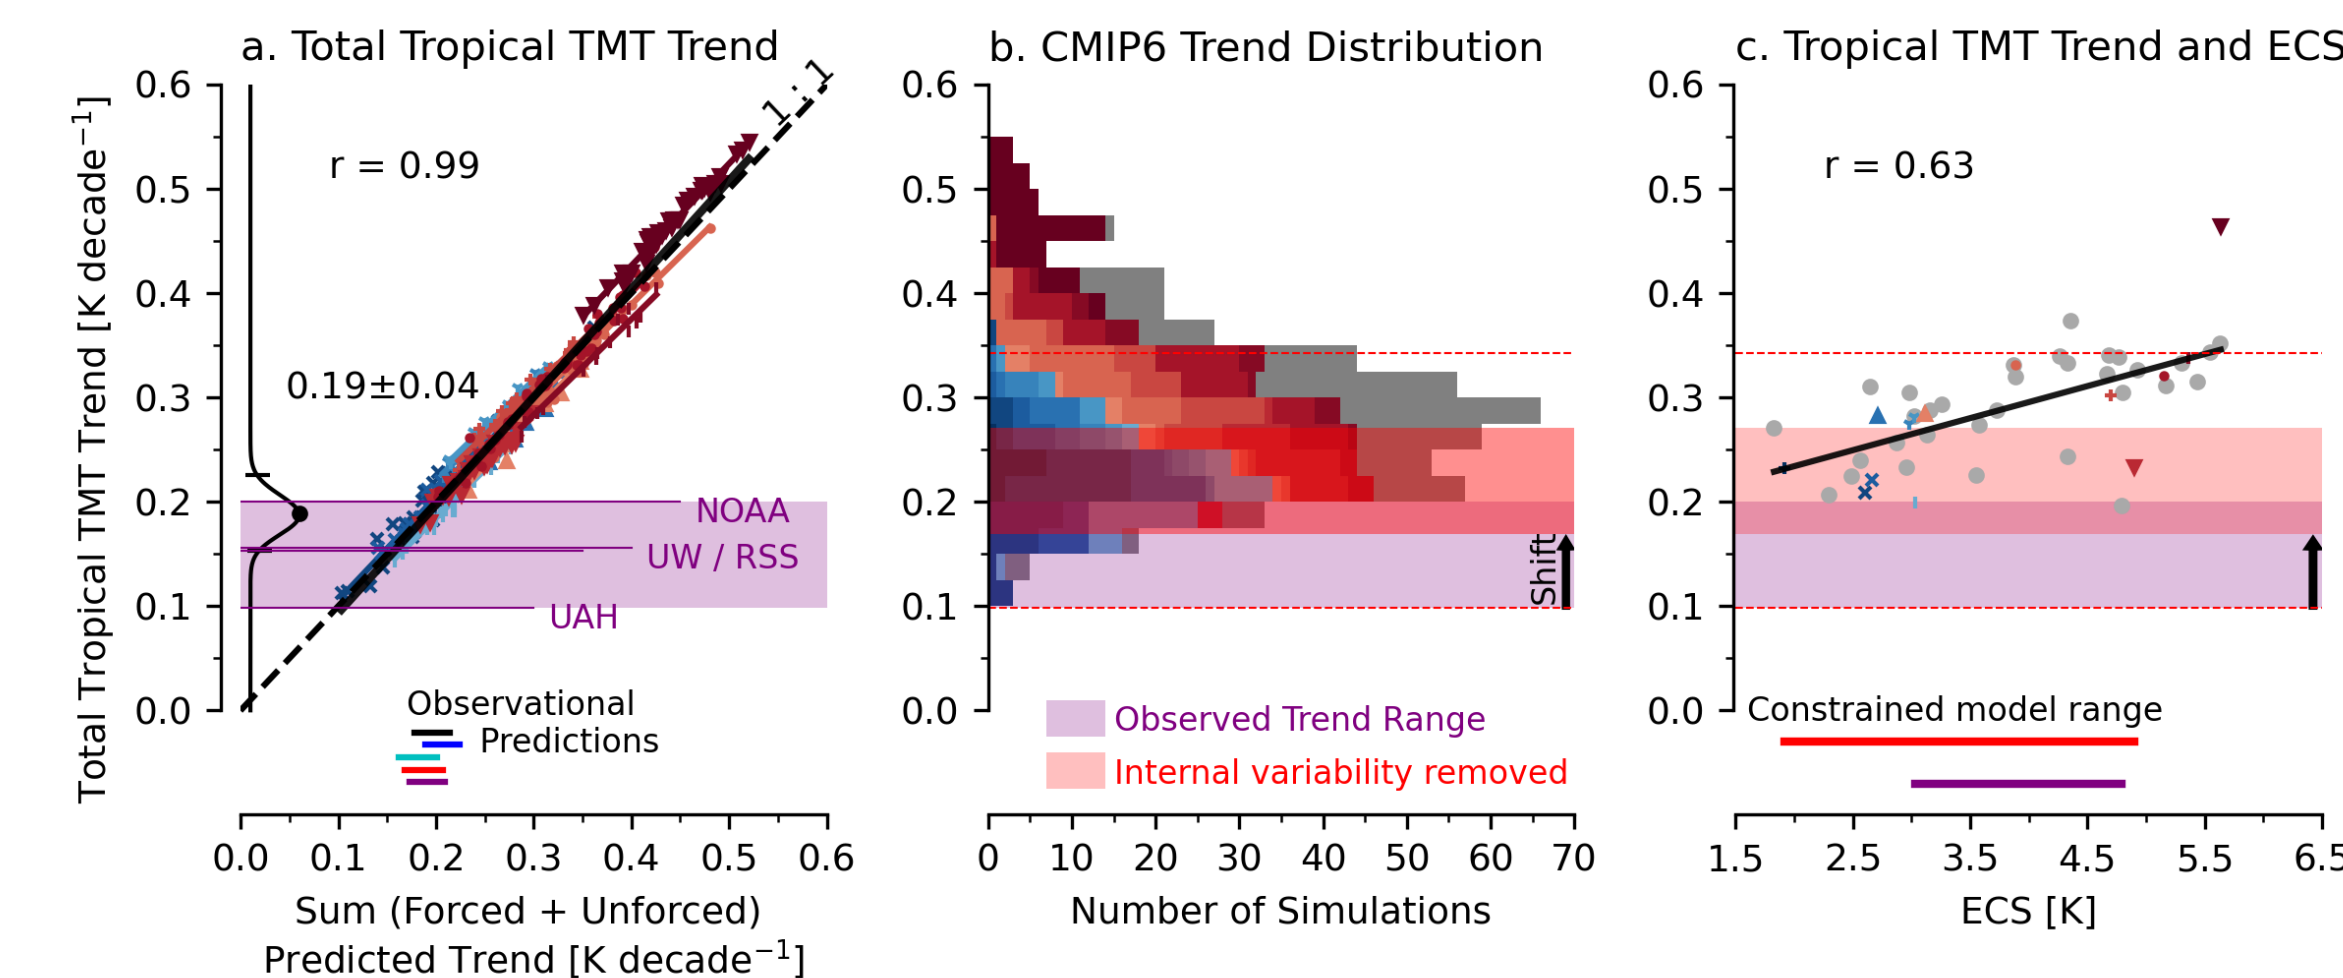 a. Total Tropical TMT Trend
Total Tropical TMT Trend [K decade⁻¹]
0.6
0.5
0.4
0.3
0.2
0.1
0.0
1 : 1
r = 0.99
0.19±0.04
NOAA
UW / RSS
UAH
Observational
Predictions
0.0 0.1 0.2 0.3 0.4 0.5 0.6
Sum (Forced + Unforced)
Predicted Trend [K decade⁻¹]
b. CMIP6 Trend Distribution
0.6
0.5
0.4
0.3
0.2
0.1
0.0
Shift
Observed Trend Range
Internal variability removed
0 10 20 30 40 50 60 70
Number of Simulations
c. Tropical TMT Trend and ECS
0.6
0.5
0.4
0.3
0.2
0.1
0.0
r = 0.63
Constrained model range
1.5 2.5 3.5 4.5 5.5 6.5
ECS [K]